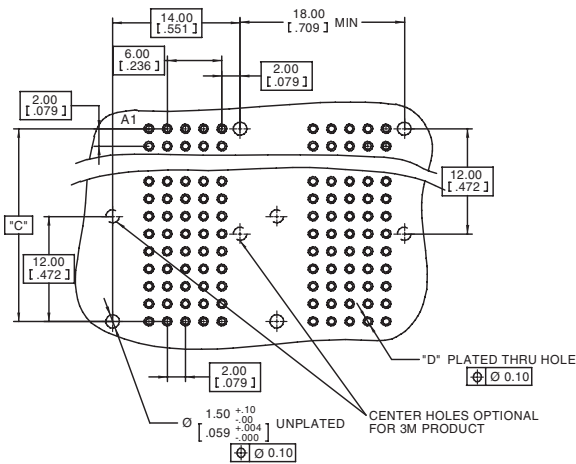 14.00
[.551]
18.00
[.709] MIN
6.00
[.236]
2.00
[.079]
2.00
[.079]
A1
12.00
[.472]
"C"
12.00
[.472]
2.00
[.079]
"D" PLATED THRU HOLE
⌖ Ø 0.10
Ø 1.50 +.10 -.00
[.059 +.004 -.000] UNPLATED
⌖ Ø 0.10
CENTER HOLES OPTIONAL
FOR 3M PRODUCT